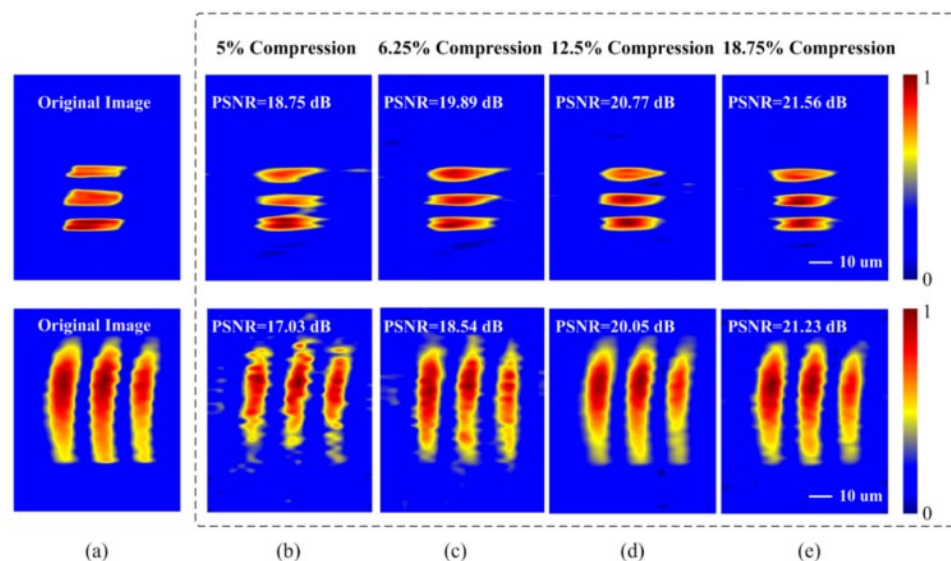 5% Compression 6.25% Compression 12.5% Compression 18.75% Compression
Original Image PSNR=18.75 dB PSNR=19.89 dB PSNR=20.77 dB PSNR=21.56 dB 1
10 um 0
Original Image PSNR=17.03 dB PSNR=18.54 dB PSNR=20.05 dB PSNR=21.23 dB 1
10 um 0
(a) (b) (c) (d) (e)